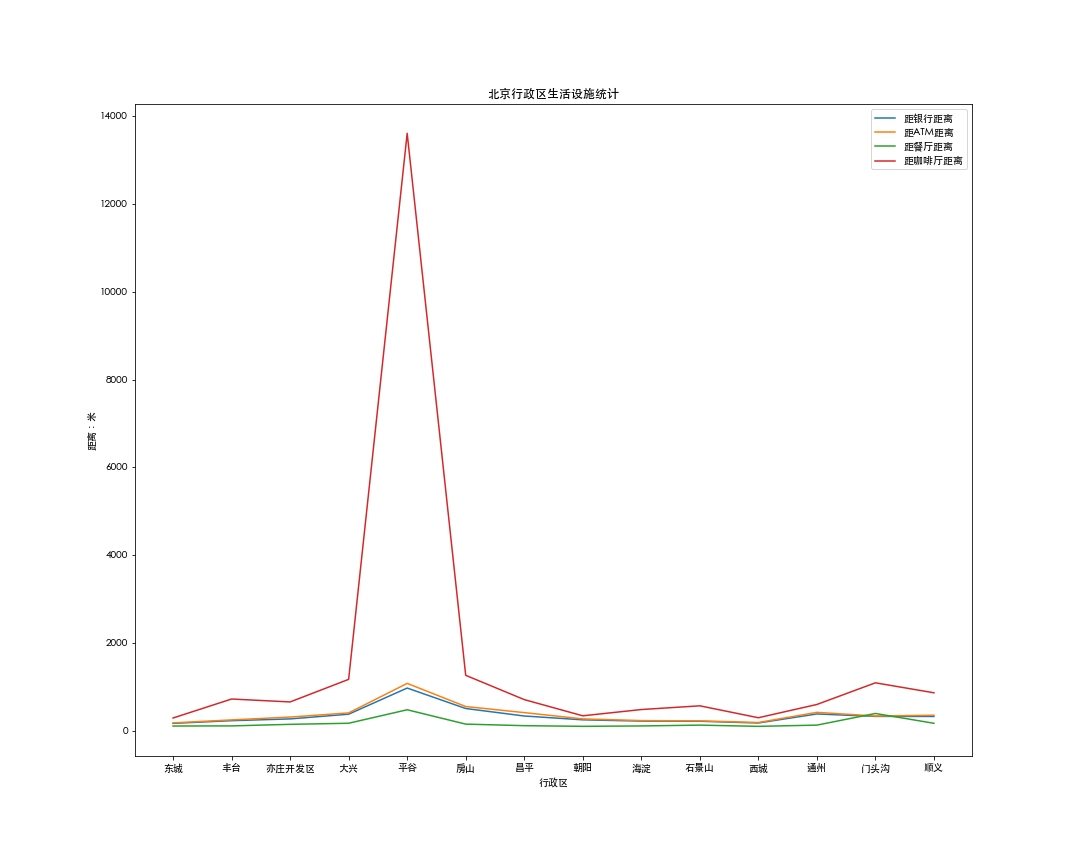 北京行政区生活设施统计
距银行距离
距ATM距离
距餐厅距离
距咖啡厅距离
14000
12000
10000
8000
6000
4000
2000
0
距离：米
东城 丰台 亦庄开发区 大兴 平谷 房山 昌平 朝阳 海淀 石景山 西城 通州 门头沟 顺义
行政区